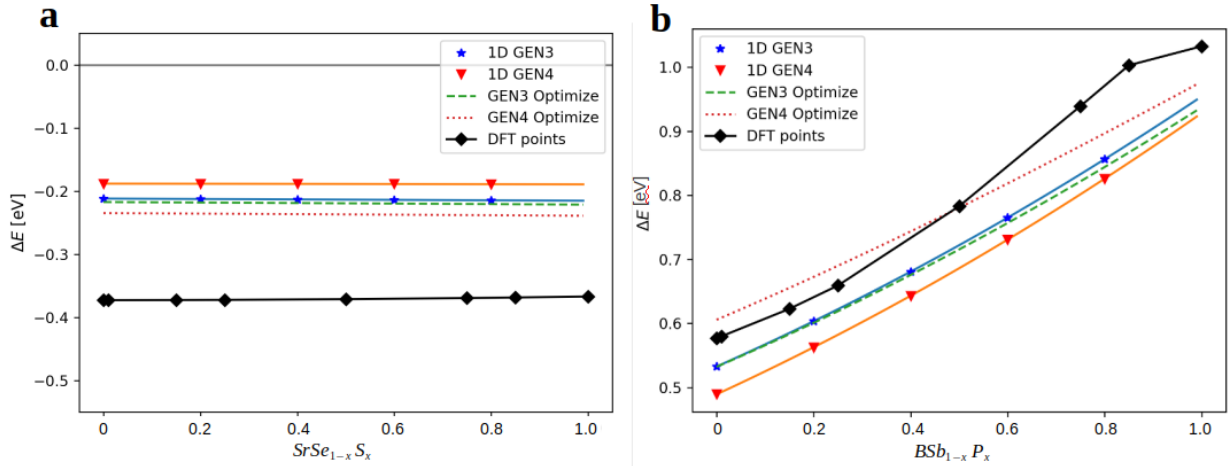 a
0.0
−0.1
−0.2
−0.3
−0.4
−0.5
ΔE [eV]
1D GEN3
1D GEN4
GEN3 Optimize
GEN4 Optimize
DFT points
0 0.2 0.4 0.6 0.8 1.0
SrSe1−x Sx
b
1.0
0.9
0.8
0.7
0.6
0.5
ΔE [eV]
1D GEN3
1D GEN4
GEN3 Optimize
GEN4 Optimize
DFT points
0 0.2 0.4 0.6 0.8 1.0
BSb1−x Px